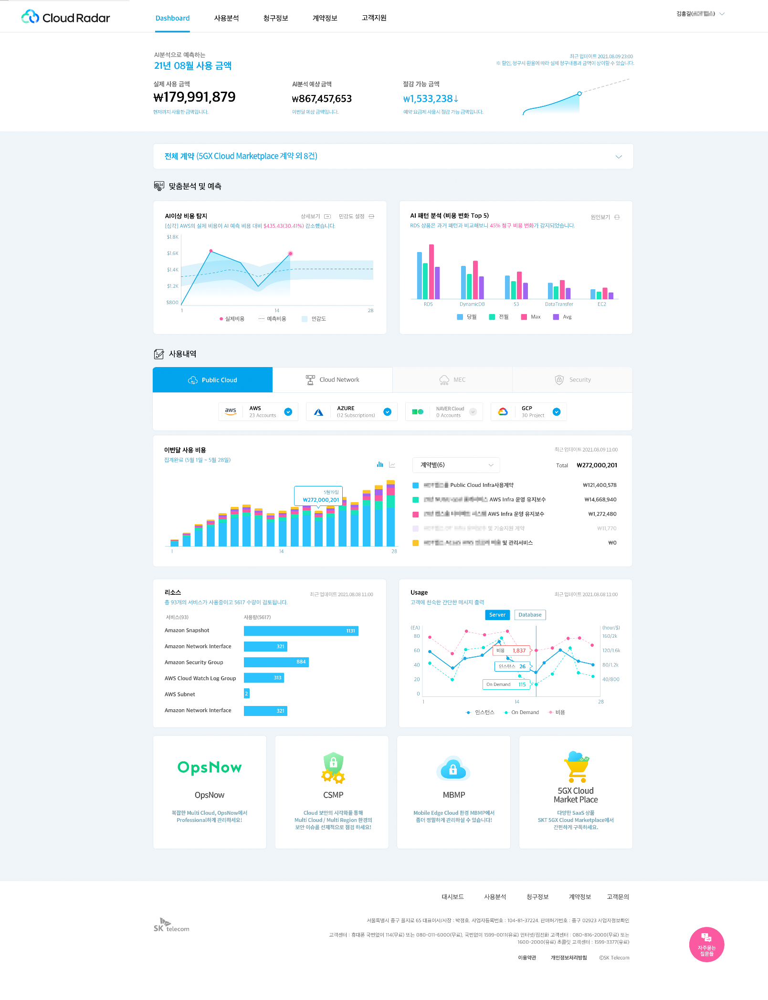 Cloud Radar
Dashboard
사용분석
청구정보
계약정보
고객지원
김홍길(
)
AI분석으로 예측하는
21년 08월 사용 금액
최근 업데이트 2021.08.09 23:00
※ 할인, 청구시 환율에 따라 실제 청구내용과 금액이 상이할 수 있습니다.
실제 사용 금액
₩179,991,879
현재까지 사용한 금액입니다.
AI분석 예상 금액
₩867,457,653
이번달 예상 금액입니다.
절감 가능 금액
₩1,533,238↓
예약 요금제 사용시 절감 가능 금액입니다.
전체 계약 (5GX Cloud Marketplace 계약 외 8건)
맞춤분석 및 예측
AI이상 비용 탐지
상세보기
민감도 설정
[심각] AWS의 실제 비용이 AI 예측 비용 대비 $435.43(30.41%) 감소했습니다.
$1.8K
$1.6K
$1.4K
$1.2K
$800
1
14
28
실제비용
예측비용
민감도
AI 패턴 분석 (비용 변화 Top 5)
원인보기
RDS 상품은 과거 패턴과 비교해보니 45% 청구 비용 변화가 감지되었습니다.
RDS
DynamicDB
S3
DataTransfer
EC2
당월
전월
Max
Avg
사용내역
Public Cloud
Cloud Network
MEC
Security
aws
AWS
23 Accounts
AZURE
(12 Subscriptions)
NAVER Cloud
0 Accounts
GCP
30 Project
이번달 사용 비용
집계완료 (5월 1일 ~ 5월 28일)
5월19일
₩272,000,201
1
14
28
최근 업데이트 2021.08.09 11:00
계약별(6)
Total ₩272,000,201
Public Cloud Infra사용계약 ₩121,400,578
AWS Infra 운영 유지보수 ₩14,668,940
AWS Infra 운영 유지보수 ₩1,272,480
및 기술지원 계약 ₩11,770
및 관리서비스 ₩0
리소스
최근 업데이트 2021.08.08 11:00
총 93개의 서비스가 사용중이고 5617 수량이 검토됩니다.
서비스(93)
사용량(5617)
Amazon Snapshot 1131
Amazon Network Interface 321
Amazon Security Group 884
AWS Cloud Watch Log Group 313
AWS Subnet 2
Amazon Network Interface 321
Usage
최근 업데이트 2021.08.08 11:00
고객에 친숙한 간단한 메시지 출력
Server
Database
(EA)
80
60
40
20
0
(hour/$)
160/2k
120/1.6k
80/1.2k
40/800
비용 1,837
인스턴스 26
On Demand 115
1
14
28
인스턴스
On Demand
비용
OpsNow
OpsNow
복잡한 Multi Cloud, OpsNow에서
Professional하게 관리하세요!
CSMP
Cloud 보안의 시각화를 통해
Multi Cloud / Multi Region 환경의
보안 이슈를 선제적으로 점검 하세요!
MBMP
Mobile Edge Cloud 환경 MBMP에서
좀더 정밀하게 관리하실 수 있습니다!
5GX Cloud
Market Place
다양한 SaaS 상품
SKT 5GX Cloud Marketplace에서
간편하게 구독하세요.
대시보드
사용분석
청구정보
계약정보
고객문의
SK telecom
서울특별시 중구 을지로 65 대표이사/사장 : 박정호. 사업자등록번호 : 104-81-37224. 판매허가번호 : 중구 02923 사업자정보확인
고객센터 : 휴대폰 국번없이 114(무료) 또는 080-011-6000(무료), 국번없이 1599-0011(유료) 인터넷/집전화 고객센터 : 080-816-2000(무료) 또는
1600-2000(유료) 초콜릿 고객센터 : 1599-3377(유료)
이용약관
개인정보처리방침
©SK Telecom
자주묻는
질문들